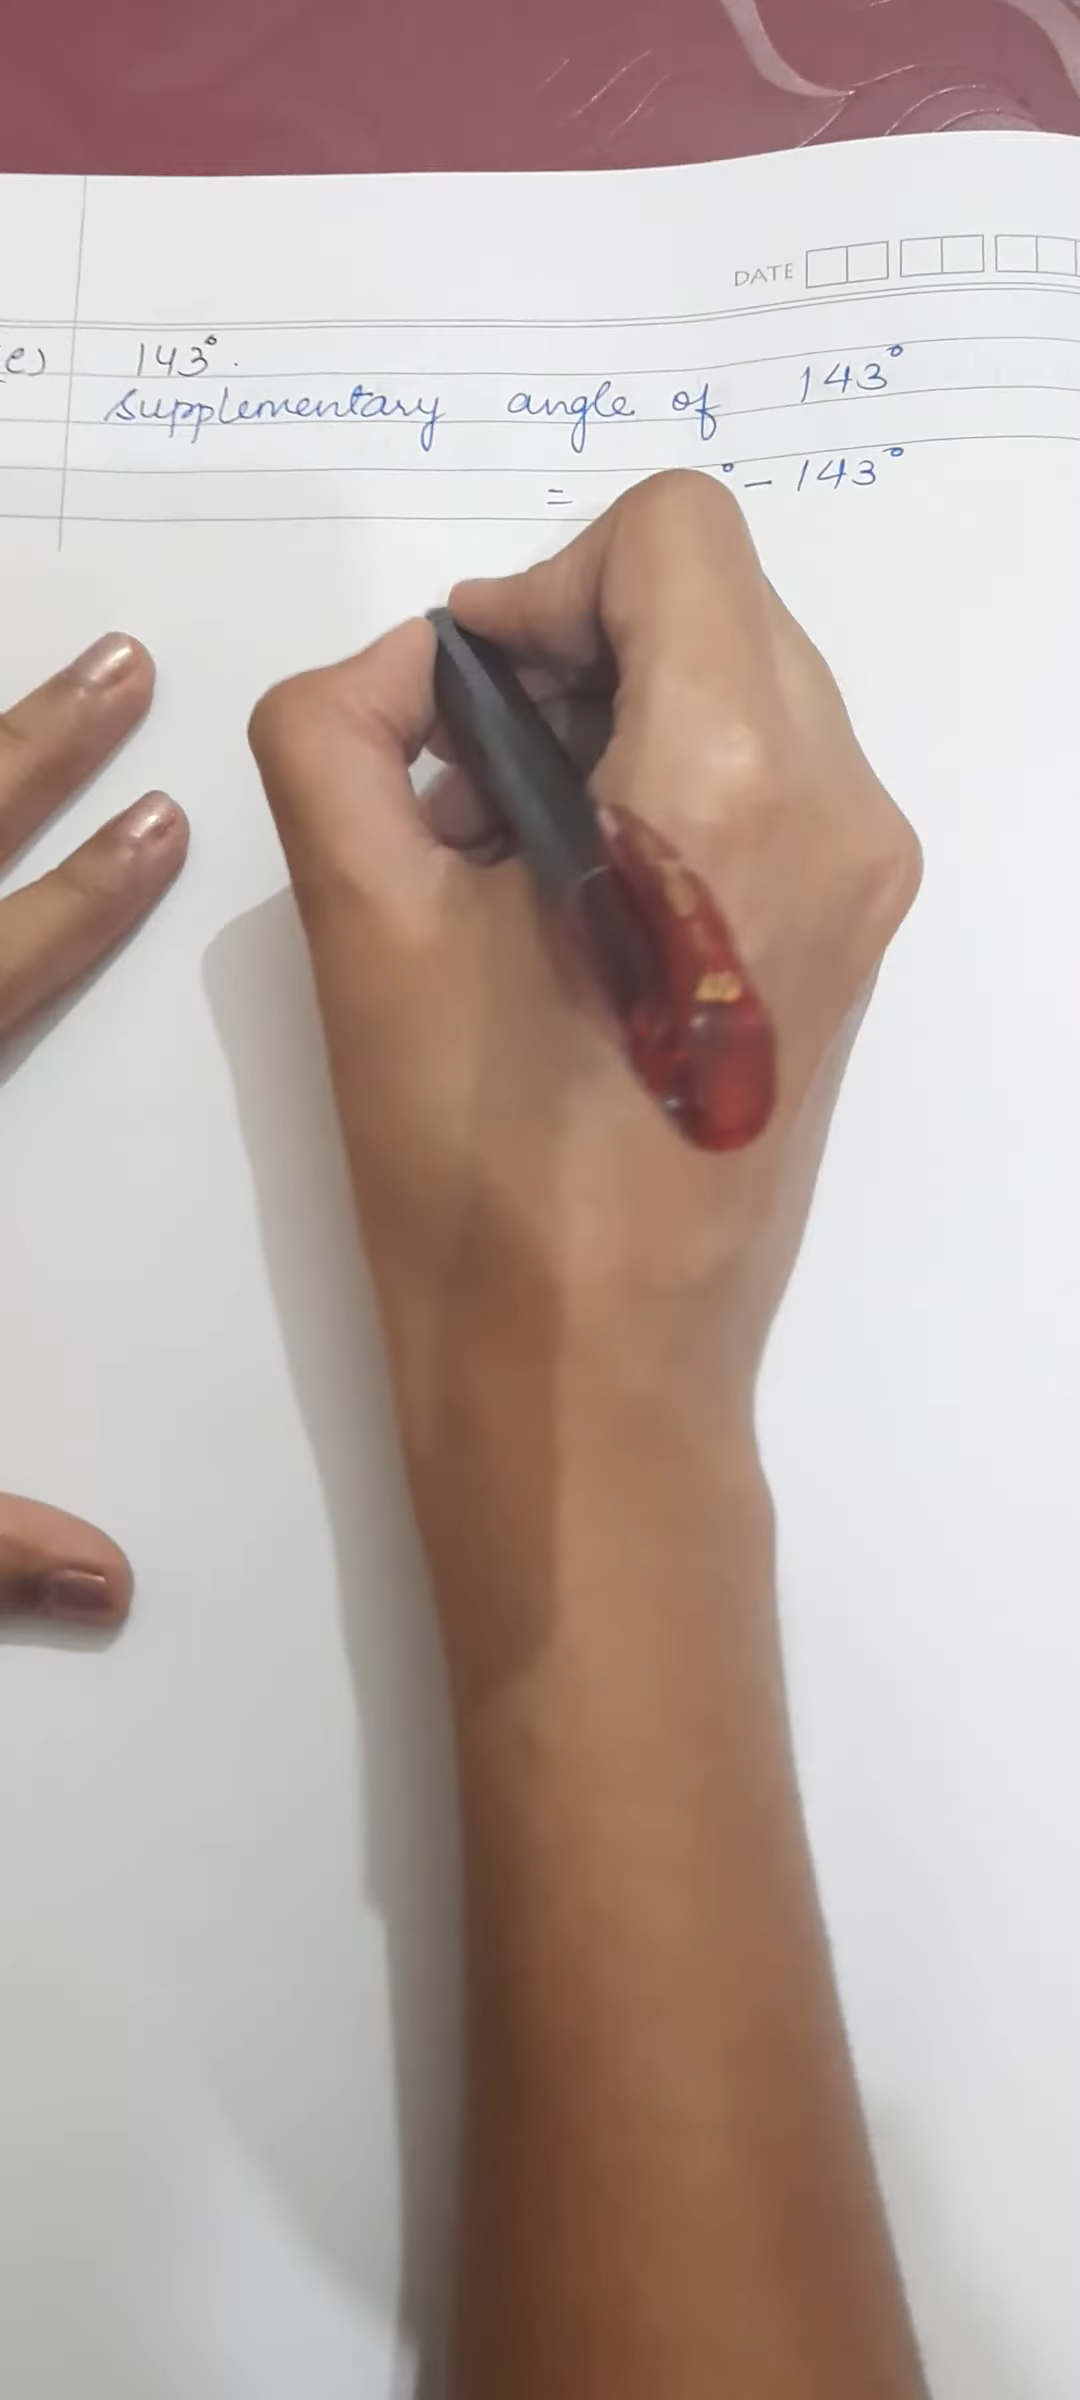 DATE
(e) 143°.
supplementary angle of 143°
= ° - 143°